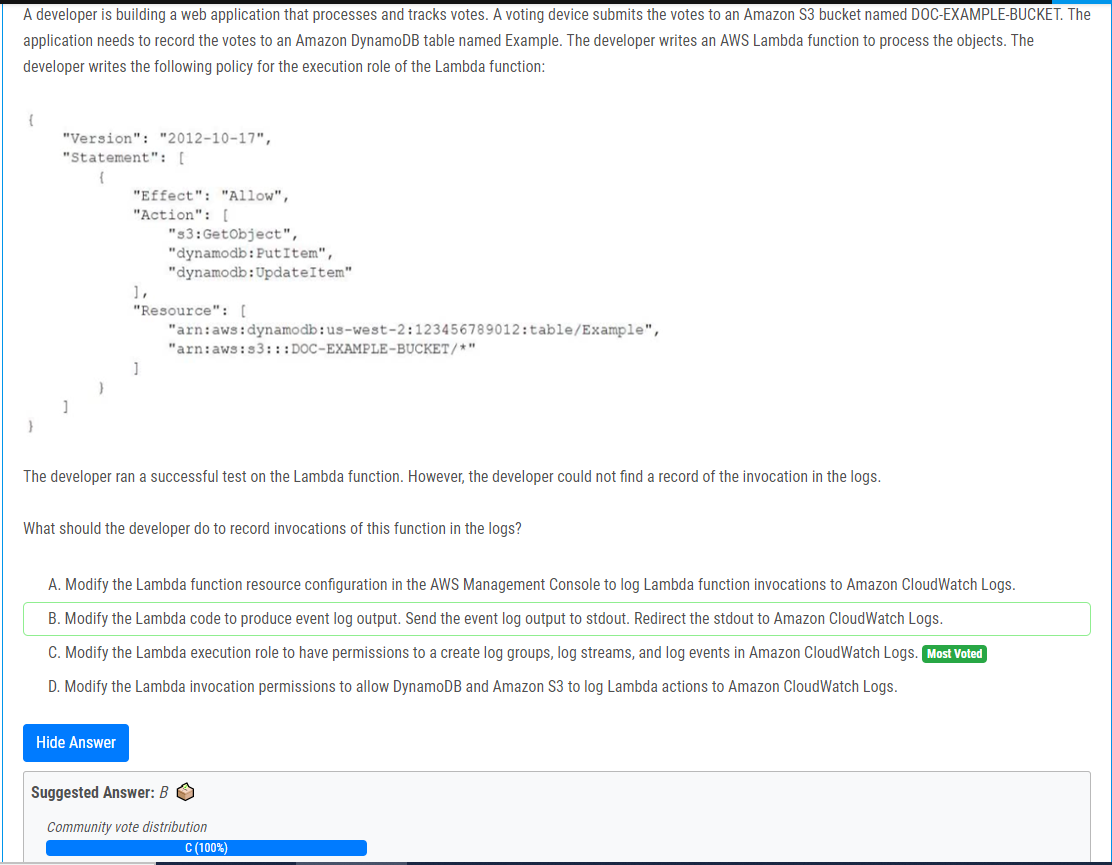 A developer is building a web application that processes and tracks votes. A voting device submits the votes to an Amazon S3 bucket named DOC-EXAMPLE-BUCKET. The
application needs to record the votes to an Amazon DynamoDB table named Example. The developer writes an AWS Lambda function to process the objects. The
developer writes the following policy for the execution role of the Lambda function:
{
"Version": "2012-10-17",
"Statement": [
{
"Effect": "Allow",
"Action": [
"s3:GetObject",
"dynamodb:PutItem",
"dynamodb:UpdateItem"
],
"Resource": [
"arn:aws:dynamodb:us-west-2:123456789012:table/Example",
"arn:aws:s3:::DOC-EXAMPLE-BUCKET/*"
]
}
]
}
The developer ran a successful test on the Lambda function. However, the developer could not find a record of the invocation in the logs.
What should the developer do to record invocations of this function in the logs?
A. Modify the Lambda function resource configuration in the AWS Management Console to log Lambda function invocations to Amazon CloudWatch Logs.
B. Modify the Lambda code to produce event log output. Send the event log output to stdout. Redirect the stdout to Amazon CloudWatch Logs.
C. Modify the Lambda execution role to have permissions to a create log groups, log streams, and log events in Amazon CloudWatch Logs. Most Voted
D. Modify the Lambda invocation permissions to allow DynamoDB and Amazon S3 to log Lambda actions to Amazon CloudWatch Logs.
Hide Answer
Suggested Answer: B
Community vote distribution
C (100%)